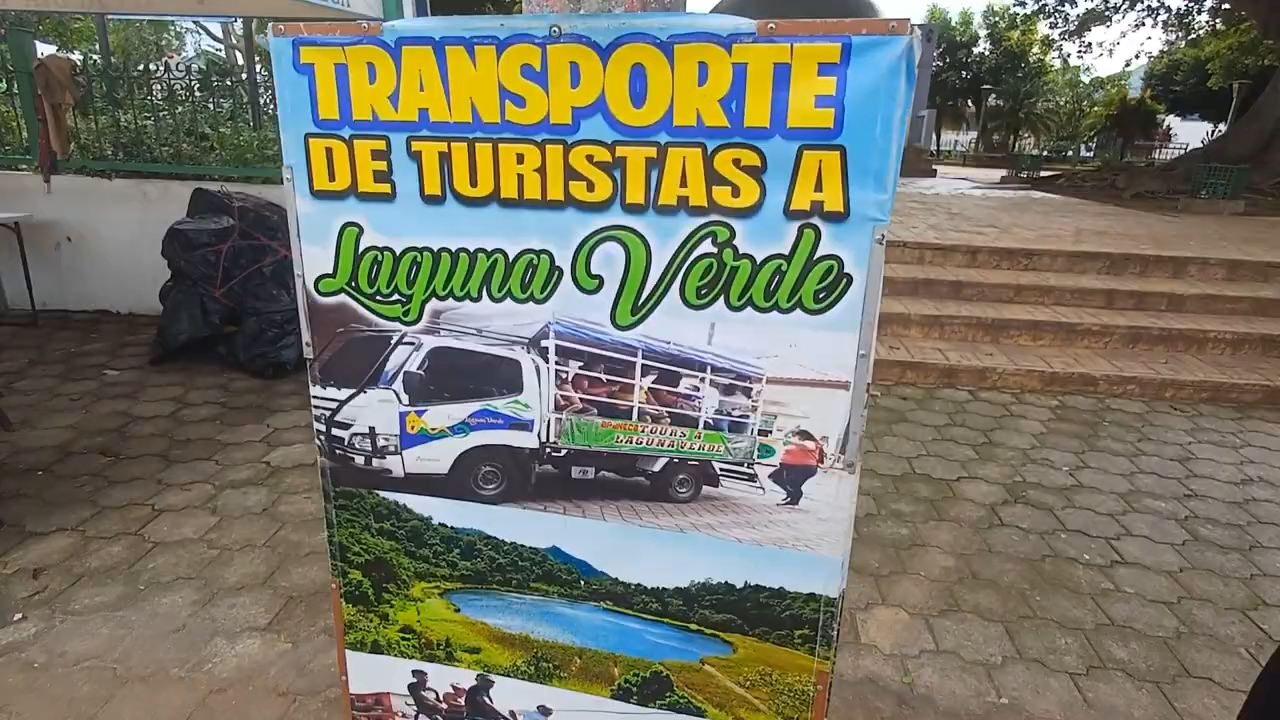 TRANSPORTE
DE TURISTAS A
Laguna Verde
TOURS A
LAGUNA VERDE